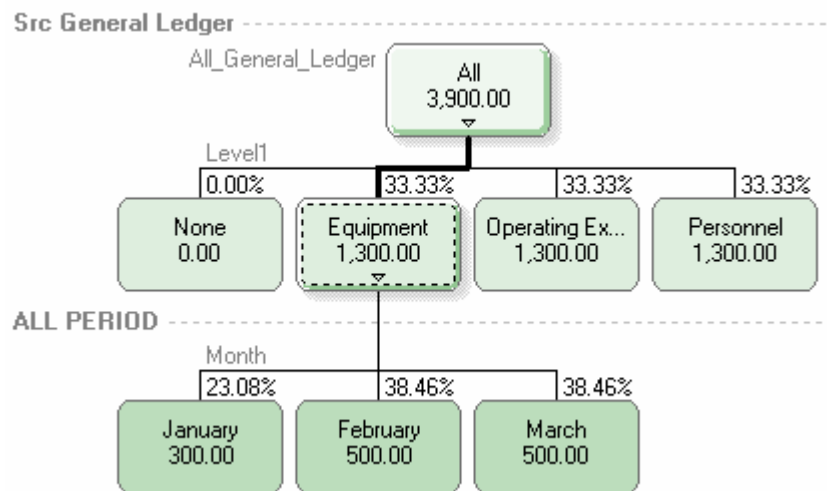 Src General Ledger
All_General_Ledger
All
3,900.00
Level1
0.00% 33.33% 33.33% 33.33%
None Equipment Operating Ex... Personnel
0.00 1,300.00 1,300.00 1,300.00
ALL PERIOD
Month
23.08% 38.46% 38.46%
January February March
300.00 500.00 500.00